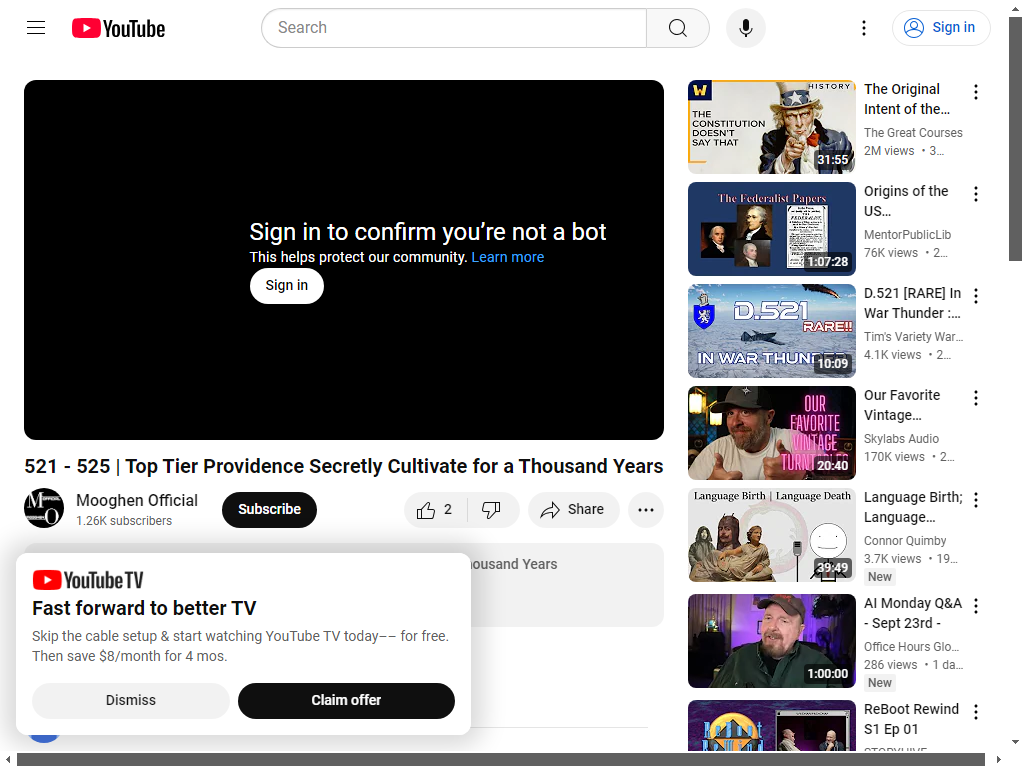 YouTube
Search
Sign in
Sign in to confirm you’re not a bot
This helps protect our community. Learn more
Sign in
521 - 525 | Top Tier Providence Secretly Cultivate for a Thousand Years
Mooghen Official
1.26K subscribers
Subscribe
2
Share
housand Years
YouTube TV
Fast forward to better TV
Skip the cable setup & start watching YouTube TV today–– for free.
Then save $8/month for 4 mos.
Dismiss
Claim offer
W
HISTORY
THE
CONSTITUTION
DOESN'T
SAY THAT
31:55
The Original
Intent of the…
The Great Courses
2M views • 3…
The Federalist Papers
1:07:28
Origins of the
US…
MentorPublicLib
76K views • 2…
D.521
RARE!!
IN WAR THUNDER
10:09
D.521 [RARE] In
War Thunder :…
Tim's Variety War…
4.1K views • 2…
OUR
FAVORITE
VINTAGE
TURNTABLES
20:40
Our Favorite
Vintage…
Skylabs Audio
170K views • 2…
Language Birth | Language Death
39:49
Language Birth;
Language…
Connor Quimby
3.7K views • 19…
New
1:00:00
AI Monday Q&A
- Sept 23rd -
Office Hours Glo…
286 views • 1 da…
New
Reboot
Rewind
ReBoot Rewind
S1 Ep 01
STORYHIVE